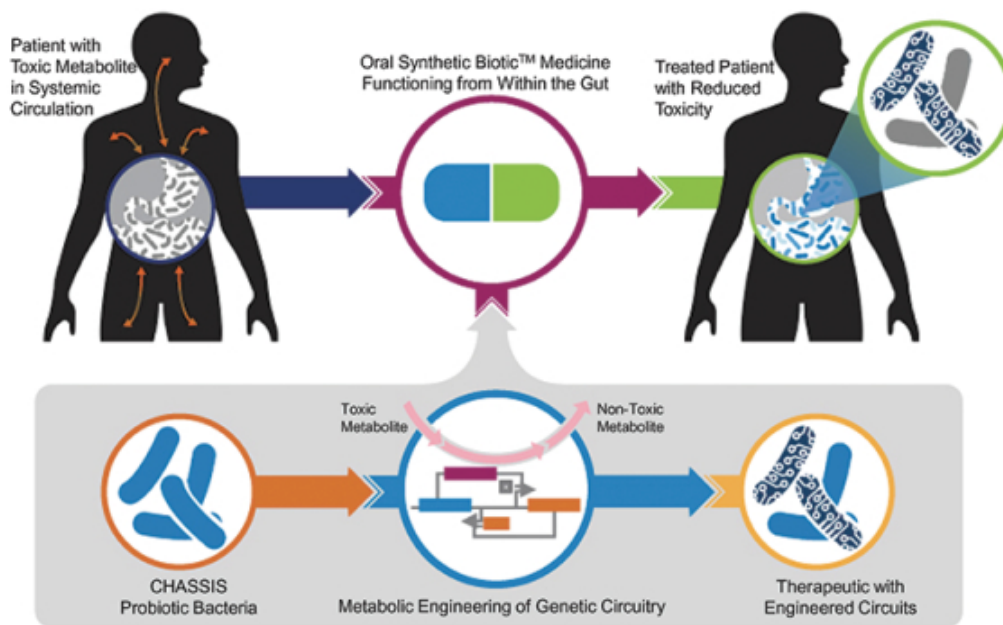 Patient with
Toxic Metabolite
in Systemic
Circulation
Oral Synthetic Biotic™ Medicine
Functioning from Within the Gut
Treated Patient
with Reduced
Toxicity
Toxic
Metabolite
Non-Toxic
Metabolite
CHASSIS
Probiotic Bacteria
Metabolic Engineering of Genetic Circuitry
Therapeutic with
Engineered Circuits